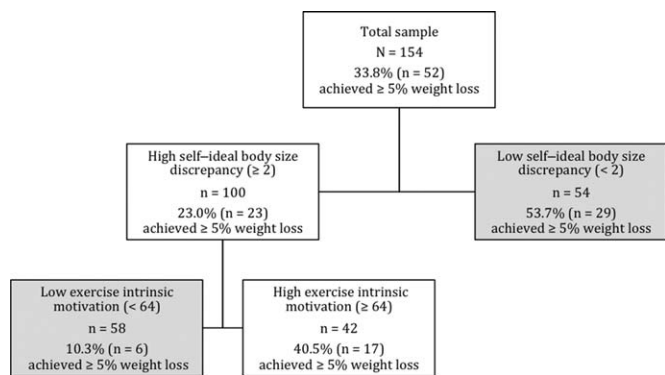 Total sample
N = 154
33.8% (n = 52)
achieved ≥ 5% weight loss
High self–ideal body size
discrepancy (≥ 2)
n = 100
23.0% (n = 23)
achieved ≥ 5% weight loss
Low self–ideal body size
discrepancy (< 2)
n = 54
53.7% (n = 29)
achieved ≥ 5% weight loss
Low exercise intrinsic
motivation (< 64)
n = 58
10.3% (n = 6)
achieved ≥ 5% weight loss
High exercise intrinsic
motivation (≥ 64)
n = 42
40.5% (n = 17)
achieved ≥ 5% weight loss